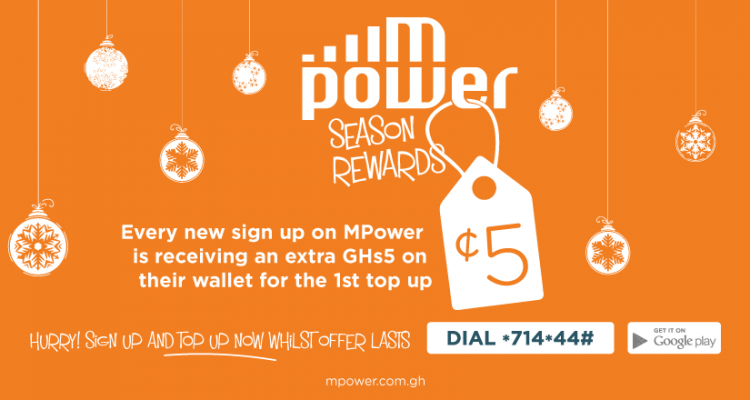 m
power
SEASON
REWARDS
¢5
Every new sign up on MPower
is receiving an extra GHs5 on
their wallet for the 1st top up
HURRY! SIGN UP AND TOP UP NOW WHILST OFFER LASTS
DIAL *714*44#
GET IT ON
Google play
mpower.com.gh